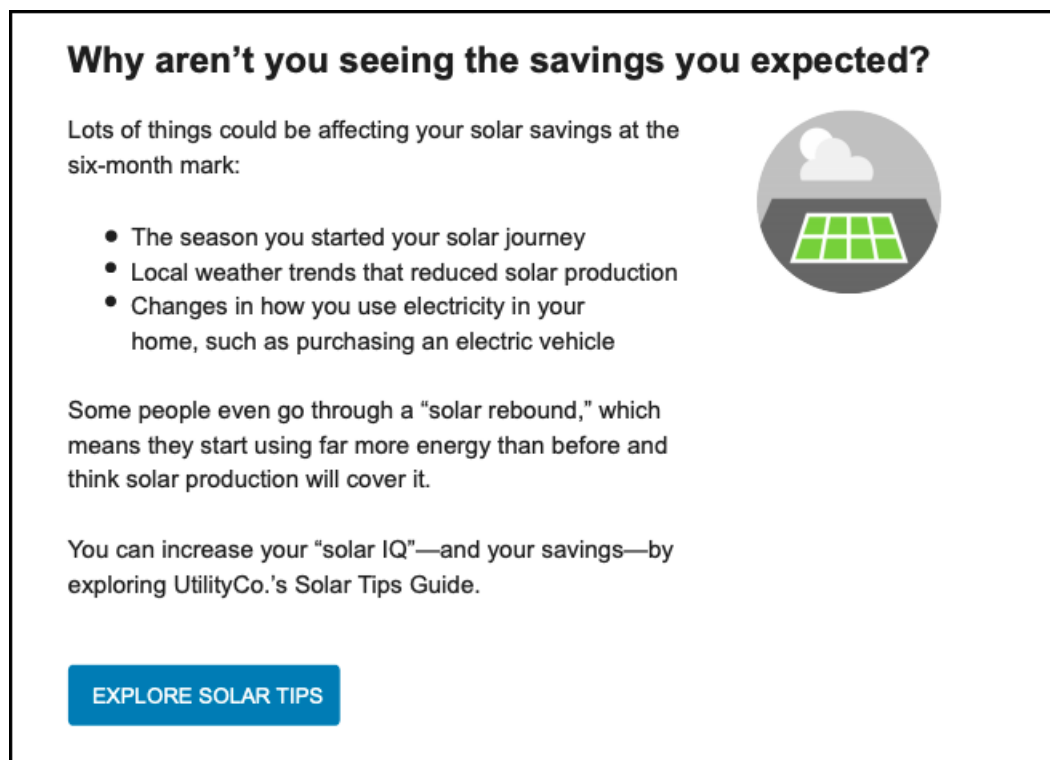 Why aren’t you seeing the savings you expected?
Lots of things could be affecting your solar savings at the
six-month mark:
● The season you started your solar journey
● Local weather trends that reduced solar production
● Changes in how you use electricity in your
home, such as purchasing an electric vehicle
Some people even go through a “solar rebound,” which
means they start using far more energy than before and
think solar production will cover it.
You can increase your “solar IQ”—and your savings—by
exploring UtilityCo.’s Solar Tips Guide.
EXPLORE SOLAR TIPS